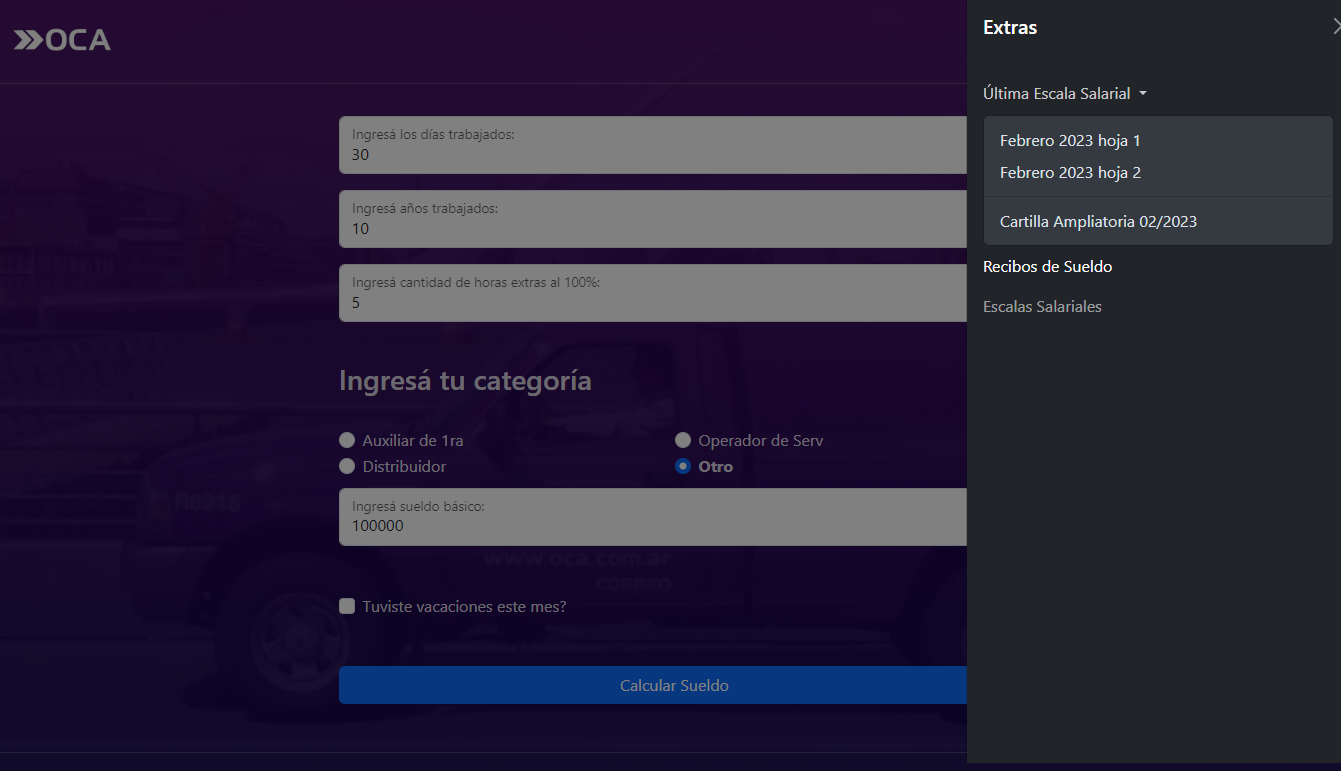 OCA
Ingresá los días trabajados:
30
Ingresá años trabajados:
10
Ingresá cantidad de horas extras al 100%:
5
Ingresá tu categoría
Auxiliar de 1ra
Operador de Serv
Distribuidor
Otro
Ingresá sueldo básico:
100000
R6215
www.oca.com.ar
CORREO
Tuviste vacaciones este mes?
Calcular Sueldo
Extras
Última Escala Salarial
Febrero 2023 hoja 1
Febrero 2023 hoja 2
Cartilla Ampliatoria 02/2023
Recibos de Sueldo
Escalas Salariales